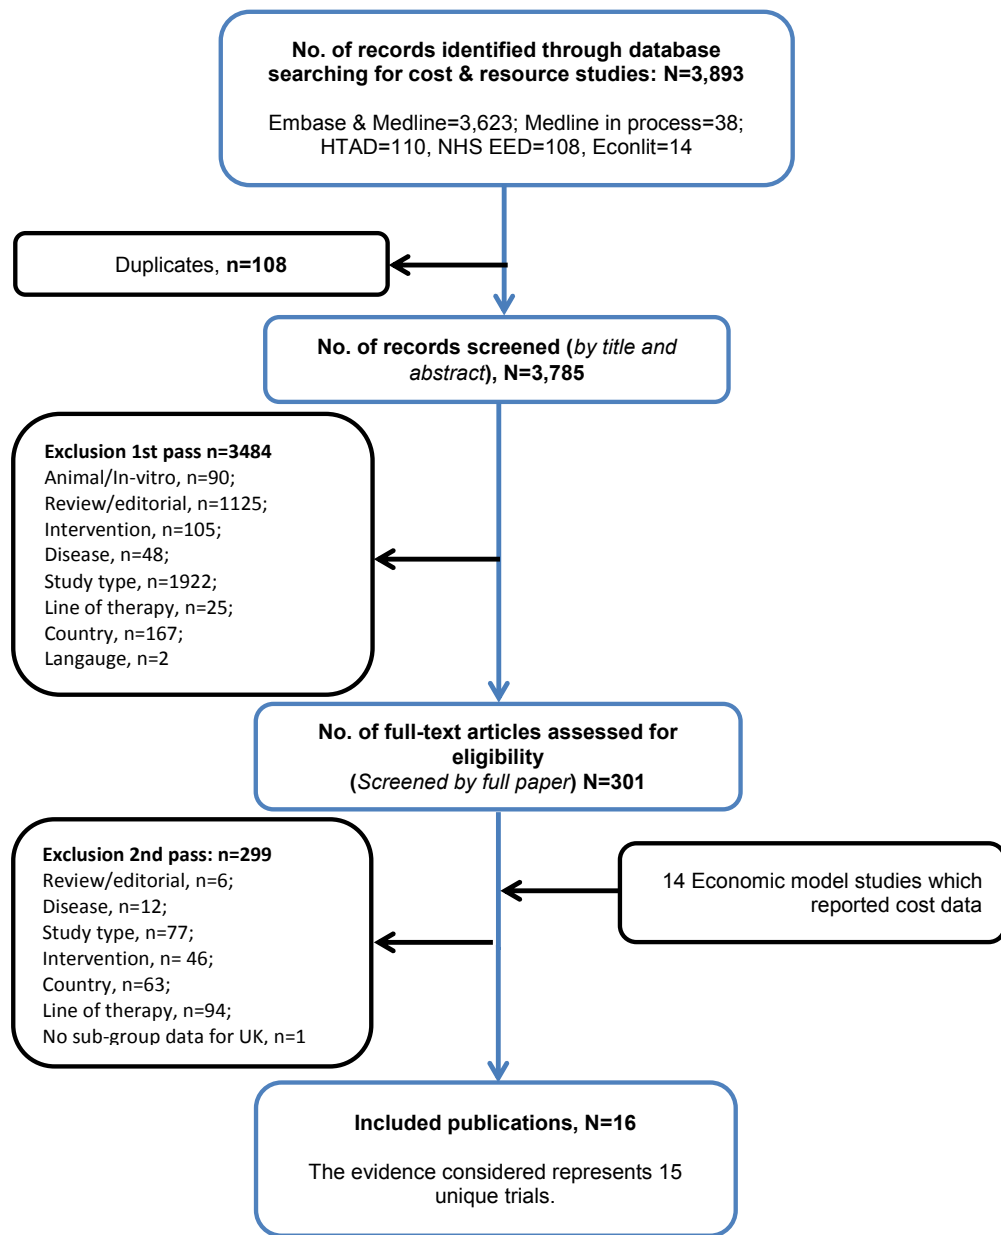 No. of records identified through database
searching for cost & resource studies: N=3,893
Embase & Medline=3,623; Medline in process=38;
HTAD=110, NHS EED=108, Econlit=14
Duplicates, n=108
No. of records screened (by title and
abstract), N=3,785
Exclusion 1st pass n=3484
Animal/In-vitro, n=90;
Review/editorial, n=1125;
Intervention, n=105;
Disease, n=48;
Study type, n=1922;
Line of therapy, n=25;
Country, n=167;
Langauge, n=2
No. of full-text articles assessed for
eligibility
(Screened by full paper) N=301
Exclusion 2nd pass: n=299
Review/editorial, n=6;
Disease, n=12;
Study type, n=77;
Intervention, n= 46;
Country, n=63;
Line of therapy, n=94;
No sub-group data for UK, n=1
14 Economic model studies which
reported cost data
Included publications, N=16
The evidence considered represents 15
unique trials.